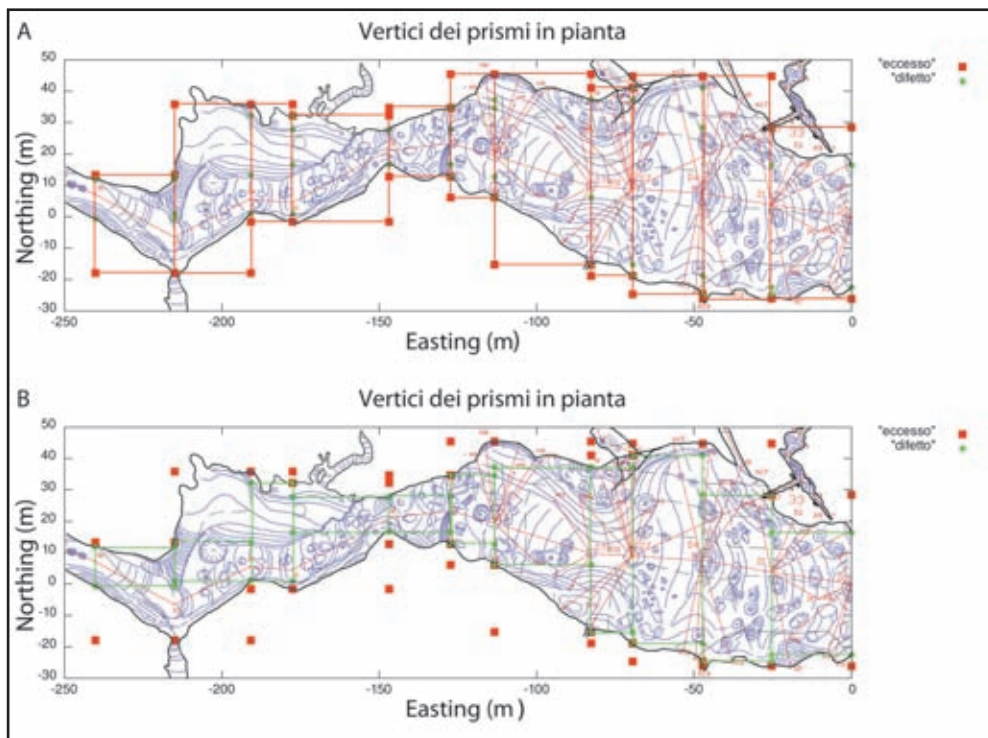 A
Vertici dei prismi in pianta
50
40
30
20
10
0
-10
-20
-30
Northing (m)
-250
-200
-150
-100
-50
0
Easting (m)
"eccesso"
"difetto"
B
Vertici dei prismi in pianta
50
40
30
20
10
0
-10
-20
-30
Northing (m)
-250
-200
-150
-100
-50
0
Easting (m)
"eccesso"
"difetto"